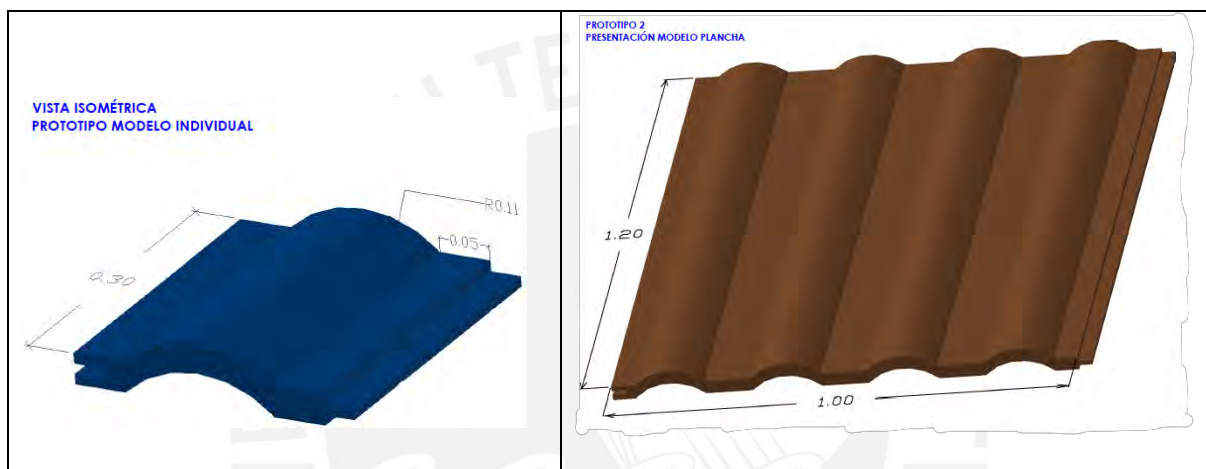 VISTA ISOMÉTRICA
PROTOTIPO MODELO INDIVIDUAL
R0.11
0.05
0.30
PROTOTIPO 2
PRESENTACIÓN MODELO PLANCHA
1.20
1.00